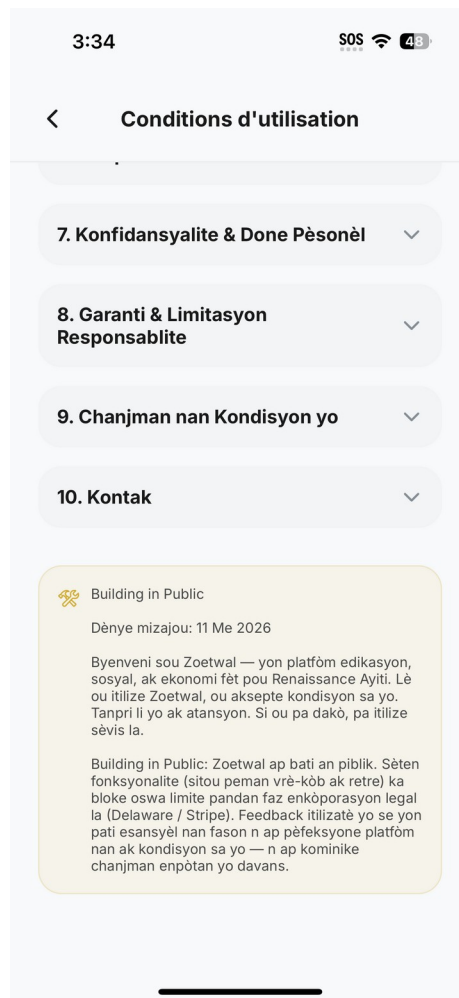 3:34
SOS
48
Conditions d'utilisation
7. Konfidansyalite & Done Pèsonèl
8. Garanti & Limitasyon
Responsablite
9. Chanjman nan Kondisyon yo
10. Kontak
Building in Public
Dènye mizajou: 11 Me 2026
Byenveni sou Zoetwal — yon platfòm edikasyon,
sosyal, ak ekonomi fèt pou Renaissance Ayiti. Lè
ou itilize Zoetwal, ou aksepte kondisyon sa yo.
Tanpri li yo ak atansyon. Si ou pa dakò, pa itilize
sèvis la.
Building in Public: Zoetwal ap bati an piblik. Sèten
fonksyonalite (sitou peman vrè-kòb ak retre) ka
bloke oswa limite pandan faz enkòporasyon legal
la (Delaware / Stripe). Feedback itilizatè yo se yon
pati esansyèl nan fason n ap pèfeksyone platfòm
nan ak kondisyon sa yo — n ap kominike
chanjman enpòtan yo davans.